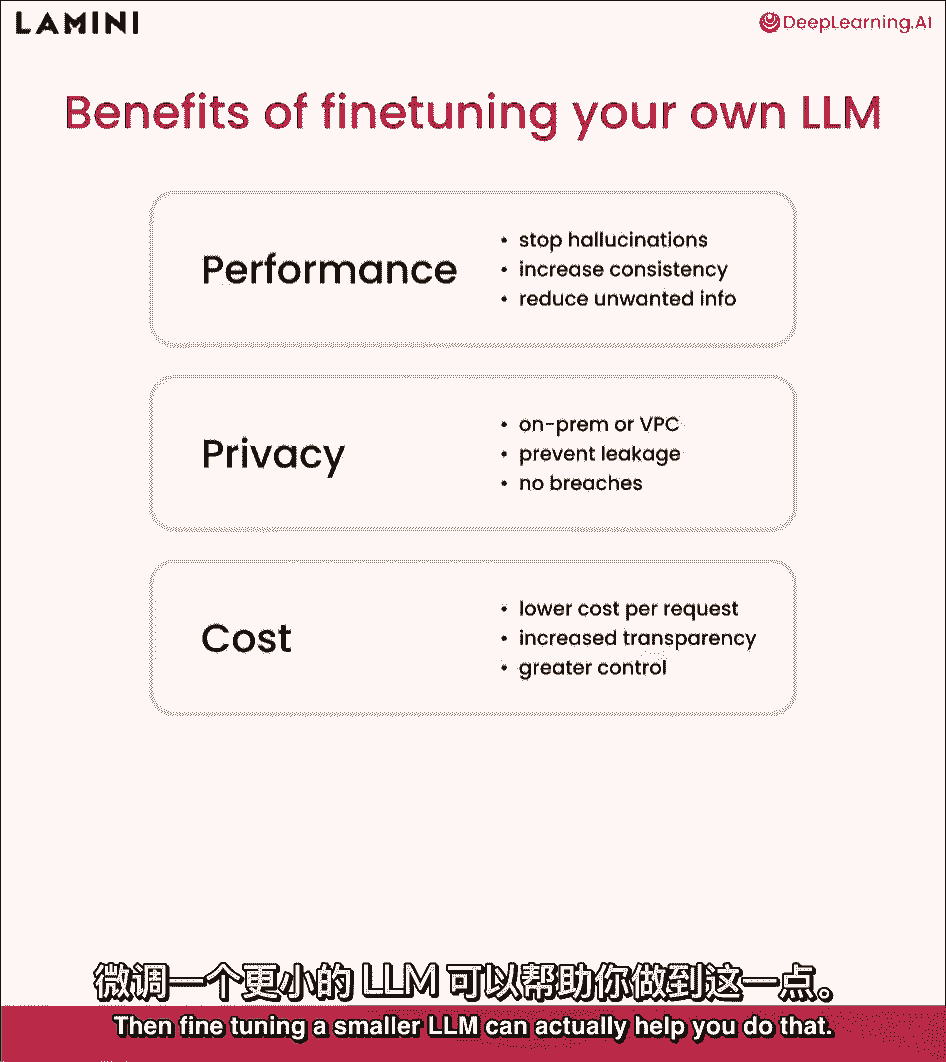 LAMINI
DeepLearning.AI
Benefits of finetuning your own LLM
Performance
• stop hallucinations
• increase consistency
• reduce unwanted info
Privacy
• on-prem or VPC
• prevent leakage
• no breaches
Cost
• lower cost per request
• increased transparency
• greater control
微调一个更小的 LLM 可以帮助你做到这一点。
Then fine tuning a smaller LLM can actually help you do that.